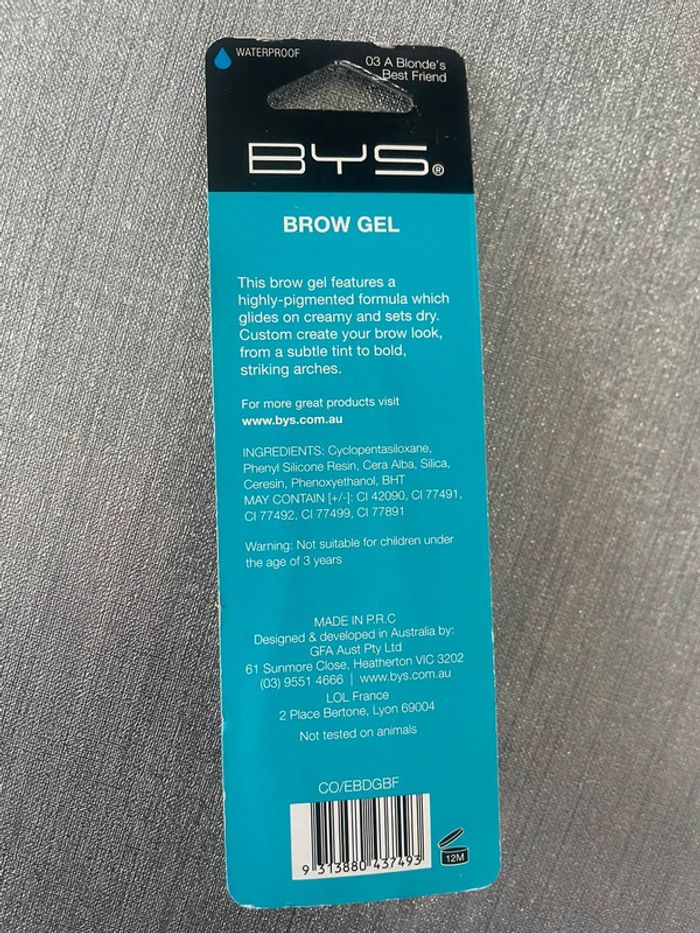 WATERPROOF
03 A Blonde's
Best Friend
BYS®
BROW GEL
This brow gel features a
highly-pigmented formula which
glides on creamy and sets dry.
Custom create your brow look,
from a subtle tint to bold,
striking arches.
For more great products visit
www.bys.com.au
INGREDIENTS: Cyclopentasiloxane,
Phenyl Silicone Resin, Cera Alba, Silica,
Ceresin, Phenoxyethanol, BHT
MAY CONTAIN [+/-]: CI 42090, CI 77491,
CI 77492, CI 77499, CI 77891
Warning: Not suitable for children under
the age of 3 years
MADE IN P.R.C
Designed & developed in Australia by:
GFA Aust Pty Ltd
61 Sunmore Close, Heatherton VIC 3202
(03) 9551 4666 | www.bys.com.au
LOL France
2 Place Bertone, Lyon 69004
Not tested on animals
CO/EBDGBF
9 313880 437493
12M